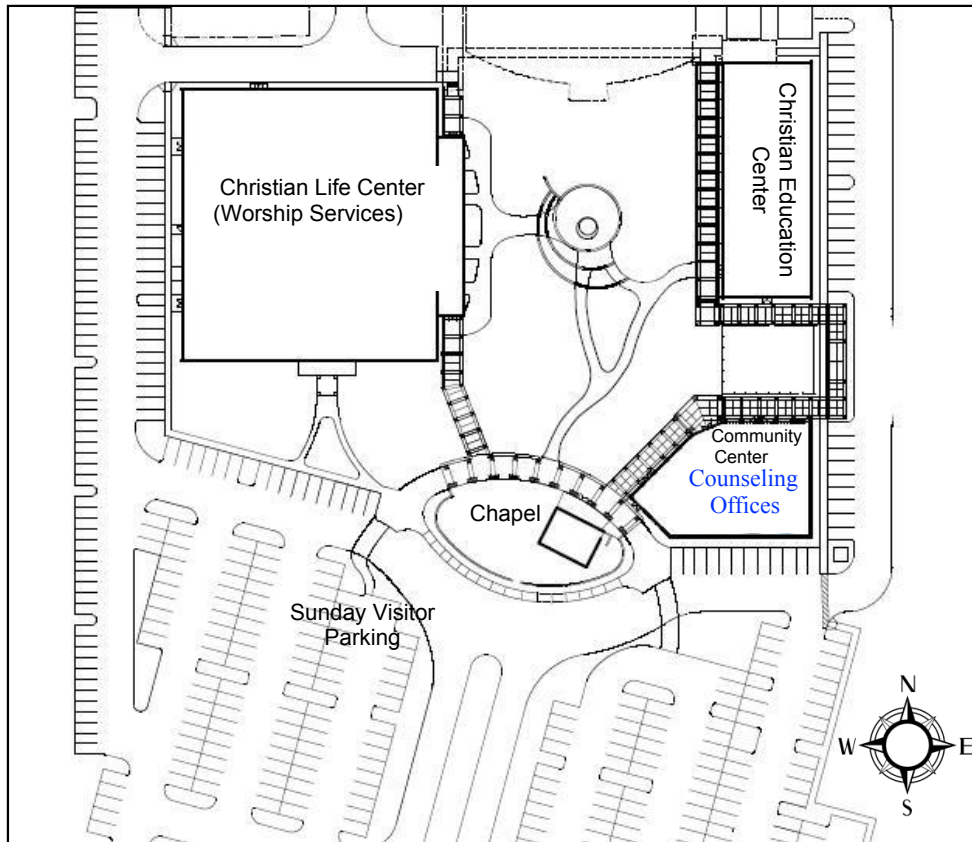 Christian Life Center
(Worship Services)
Christian Education
Center
Community
Center
Counseling
Offices
Chapel
Sunday Visitor
Parking
N
W
E
S